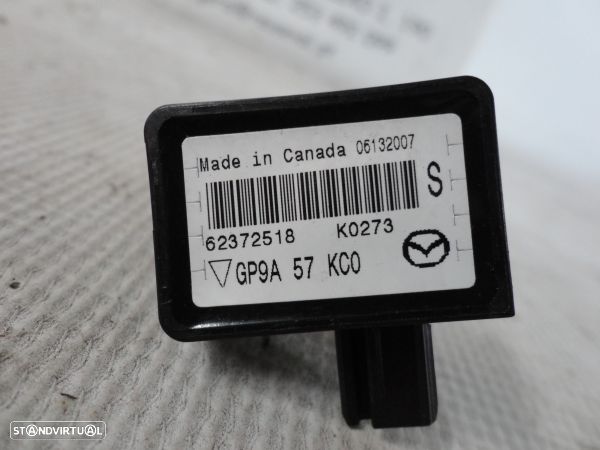 Made in Canada 06132007
S
62372518 K0273
GP9A 57 KC0
STANDVIRTUAL